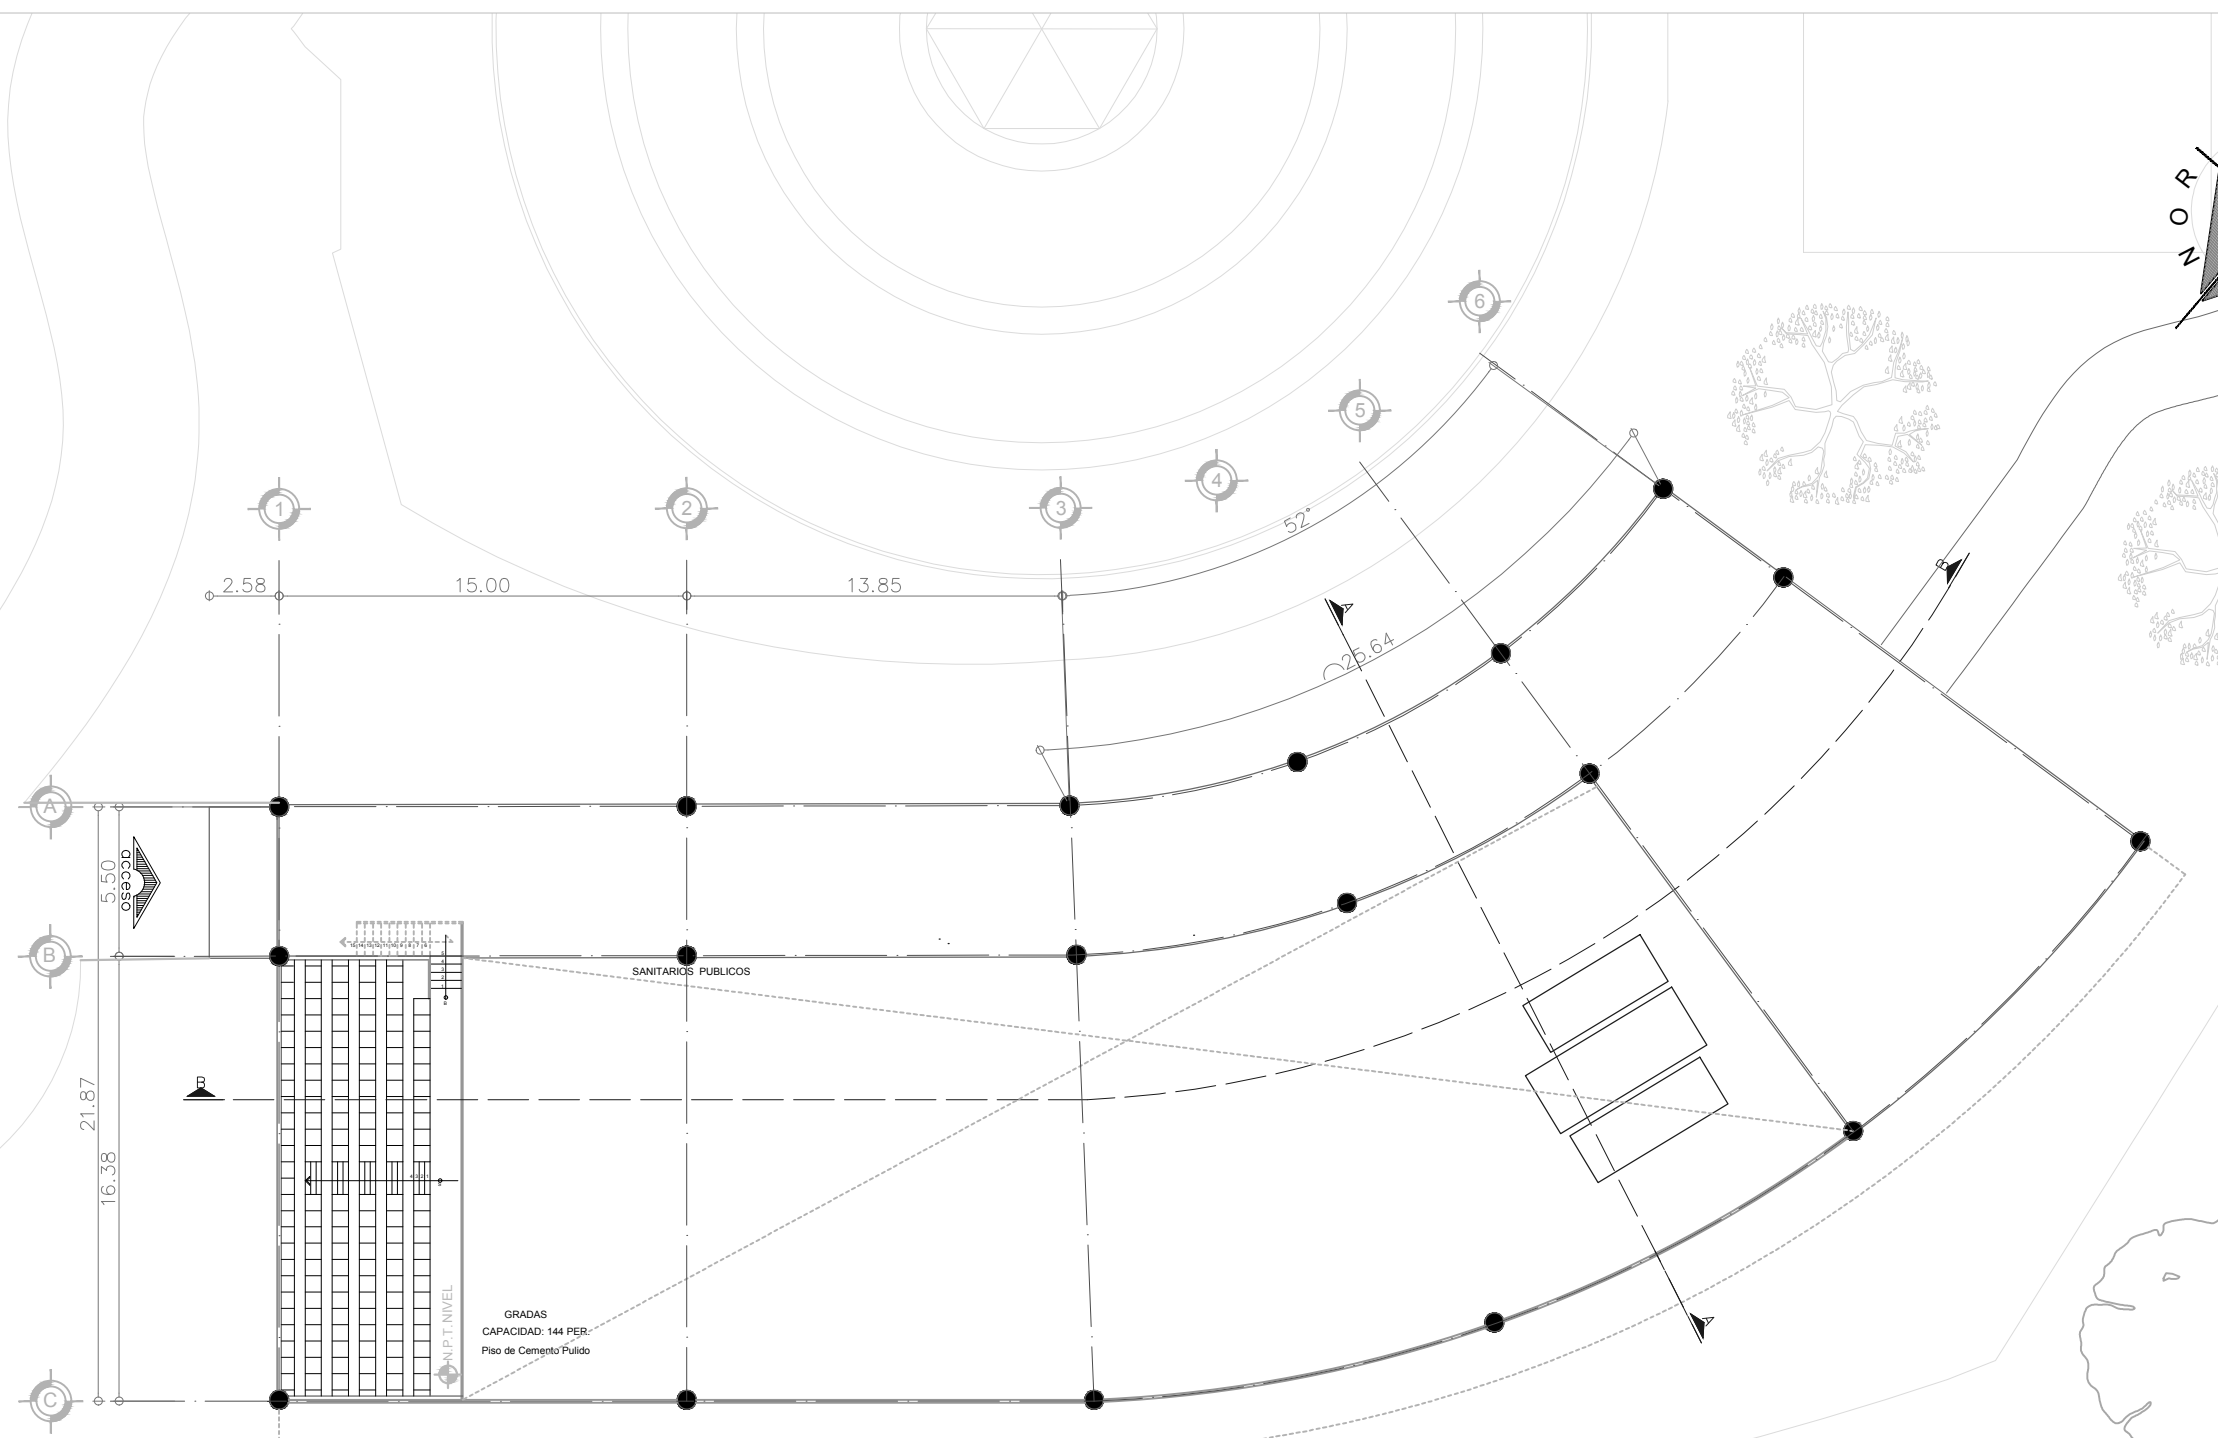 N O R
6
5
4
1
2
3
52°
2.58
15.00
13.85
B
A
25.64
A
acceso
5.50
B
SANITARIOS PUBLICOS
B
21.87
16.38
N.P.T.NIVEL
GRADAS
CAPACIDAD: 144 PER.
Piso de Cemento Pulido
A
C